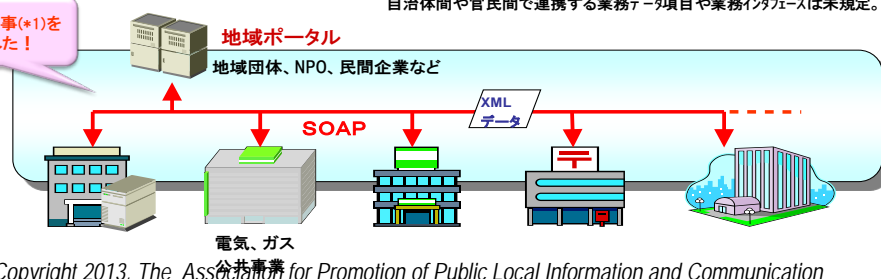 自治体間や官民間で連携する業務データ項目や業務インタフェースは未規定。
事(*1)を
た！
地域ポータル
地域団体、NPO、民間企業など
XML
データ
SOAP
電気、ガス
公共事業
Copyright 2013. The Association for Promotion of Public Local Information and Communication